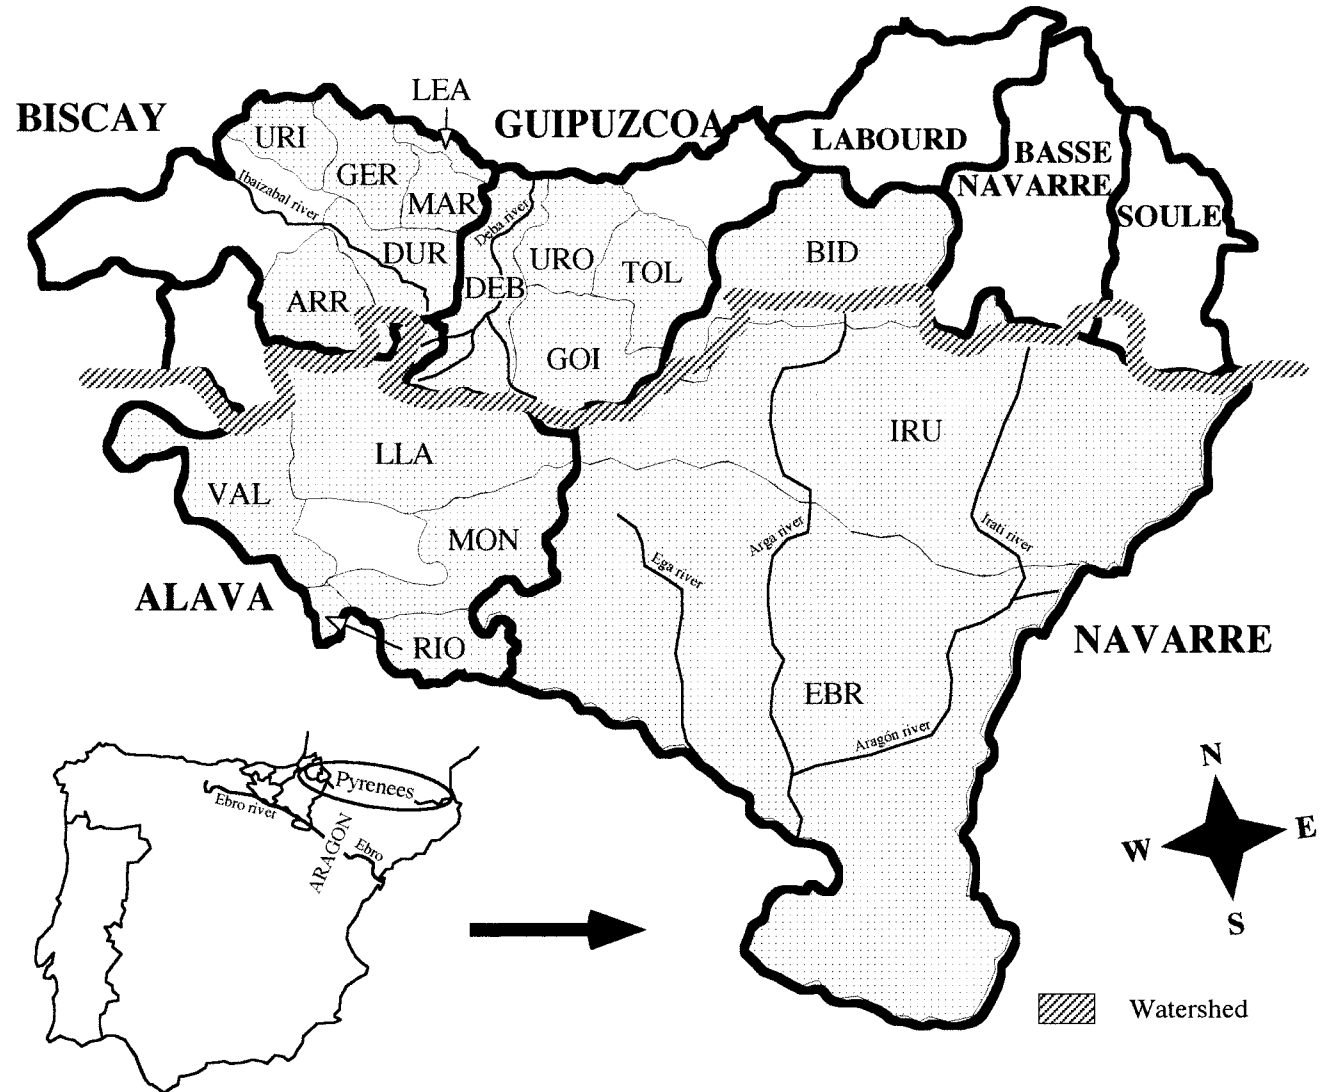 LEA
BISCAY
GUIPUZCOA
URI
LABOURD
BASSE
NAVARRE
GER
Ibaizabal river
MAR
Deba river
SOULE
DUR
URO
TOL
BID
ARR
DEB
GOI
IRU
LLA
VAL
MON
Arga river
Irati river
Ega river
ALAVA
RIO
NAVARRE
EBR
Aragón river
Pyrenees
Ebro river
ARAGON
Ebro
N
W
E
S
Watershed